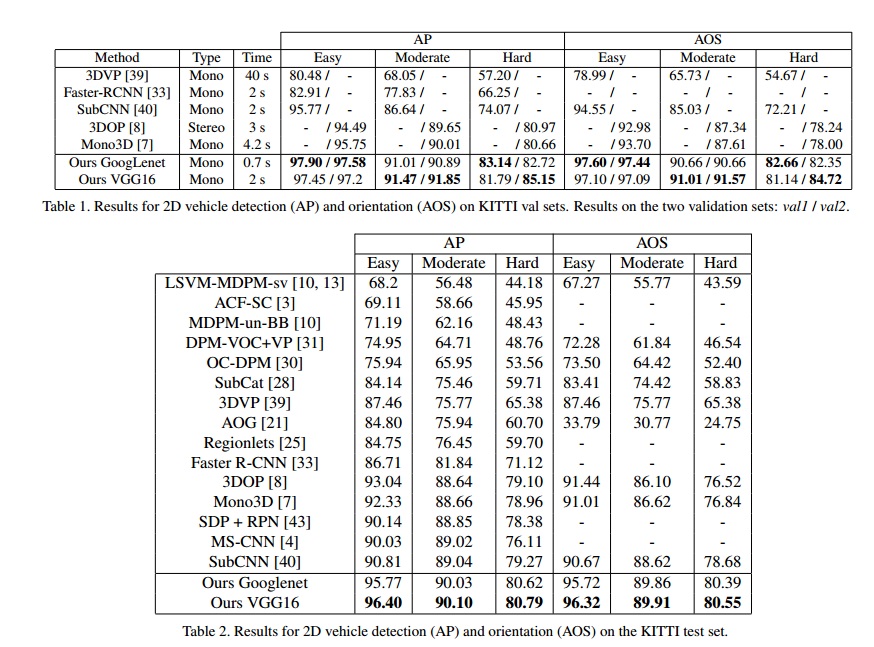 AP AOS
Method Type Time Easy Moderate Hard Easy Moderate Hard
3DVP [39] Mono 40 s 80.48 / - 68.05 / - 57.20 / - 78.99 / - 65.73 / - 54.67 / -
Faster-RCNN [33] Mono 2 s 82.91 / - 77.83 / - 66.25 / - - / - - / - - / -
SubCNN [40] Mono 2 s 95.77 / - 86.64 / - 74.07 / - 94.55 / - 85.03 / - 72.21 / -
3DOP [8] Stereo 3 s - / 94.49 - / 89.65 - / 80.97 - / 92.98 - / 87.34 - / 78.24
Mono3D [7] Mono 4.2 s - / 95.75 - / 90.01 - / 80.66 - / 93.70 - / 87.61 - / 78.00
Ours GoogLenet Mono 0.7 s 97.90 / 97.58 91.01 / 90.89 83.14 / 82.72 97.60 / 97.44 90.66 / 90.66 82.66 / 82.35
Ours VGG16 Mono 2 s 97.45 / 97.2 91.47 / 91.85 81.79 / 85.15 97.10 / 97.09 91.01 / 91.57 81.14 / 84.72
Table 1. Results for 2D vehicle detection (AP) and orientation (AOS) on KITTI val sets. Results on the two validation sets: val1 / val2.
AP AOS
Easy Moderate Hard Easy Moderate Hard
LSVM-MDPM-sv [10, 13] 68.2 56.48 44.18 67.27 55.77 43.59
ACF-SC [3] 69.11 58.66 45.95 - - -
MDPM-un-BB [10] 71.19 62.16 48.43 - - -
DPM-VOC+VP [31] 74.95 64.71 48.76 72.28 61.84 46.54
OC-DPM [30] 75.94 65.95 53.56 73.50 64.42 52.40
SubCat [28] 84.14 75.46 59.71 83.41 74.42 58.83
3DVP [39] 87.46 75.77 65.38 87.46 75.77 65.38
AOG [21] 84.80 75.94 60.70 33.79 30.77 24.75
Regionlets [25] 84.75 76.45 59.70 - - -
Faster R-CNN [33] 86.71 81.84 71.12 - - -
3DOP [8] 93.04 88.64 79.10 91.44 86.10 76.52
Mono3D [7] 92.33 88.66 78.96 91.01 86.62 76.84
SDP + RPN [43] 90.14 88.85 78.38 - - -
MS-CNN [4] 90.03 89.02 76.11 - - -
SubCNN [40] 90.81 89.04 79.27 90.67 88.62 78.68
Ours Googlenet 95.77 90.03 80.62 95.72 89.86 80.39
Ours VGG16 96.40 90.10 80.79 96.32 89.91 80.55
Table 2. Results for 2D vehicle detection (AP) and orientation (AOS) on the KITTI test set.